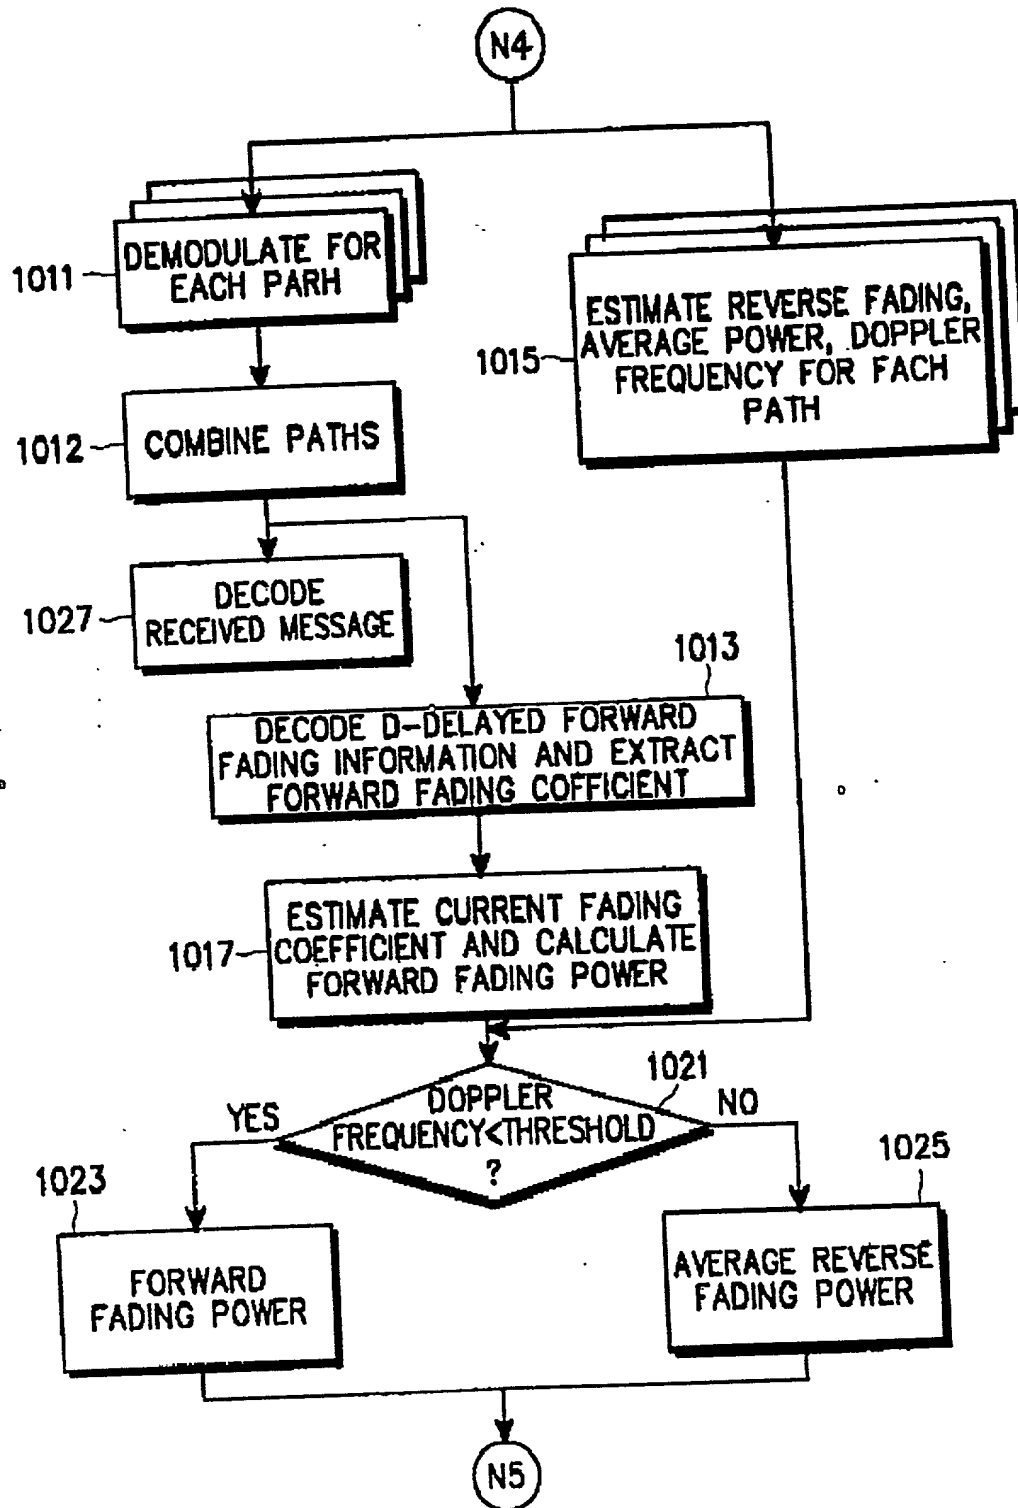 N4
DEMODULATE FOR
EACH PARH
1011
ESTIMATE REVERSE FADING,
AVERAGE POWER, DOPPLER
FREQUENCY FOR FACH
PATH
1015
COMBINE PATHS
1012
DECODE
RECEIVED MESSAGE
1027
1013
DECODE D-DELAYED FORWARD
FADING INFORMATION AND EXTRACT
FORWARD FADING COFFICIENT
ESTIMATE CURRENT FADING
COEFFICIENT AND CALCULATE
FORWARD FADING POWER
1017
1021
DOPPLER
FREQUENCY<THRESHOLD
?
YES
NO
1023
FORWARD
FADING POWER
1025
AVERAGE REVERSE
FADING POWER
N5